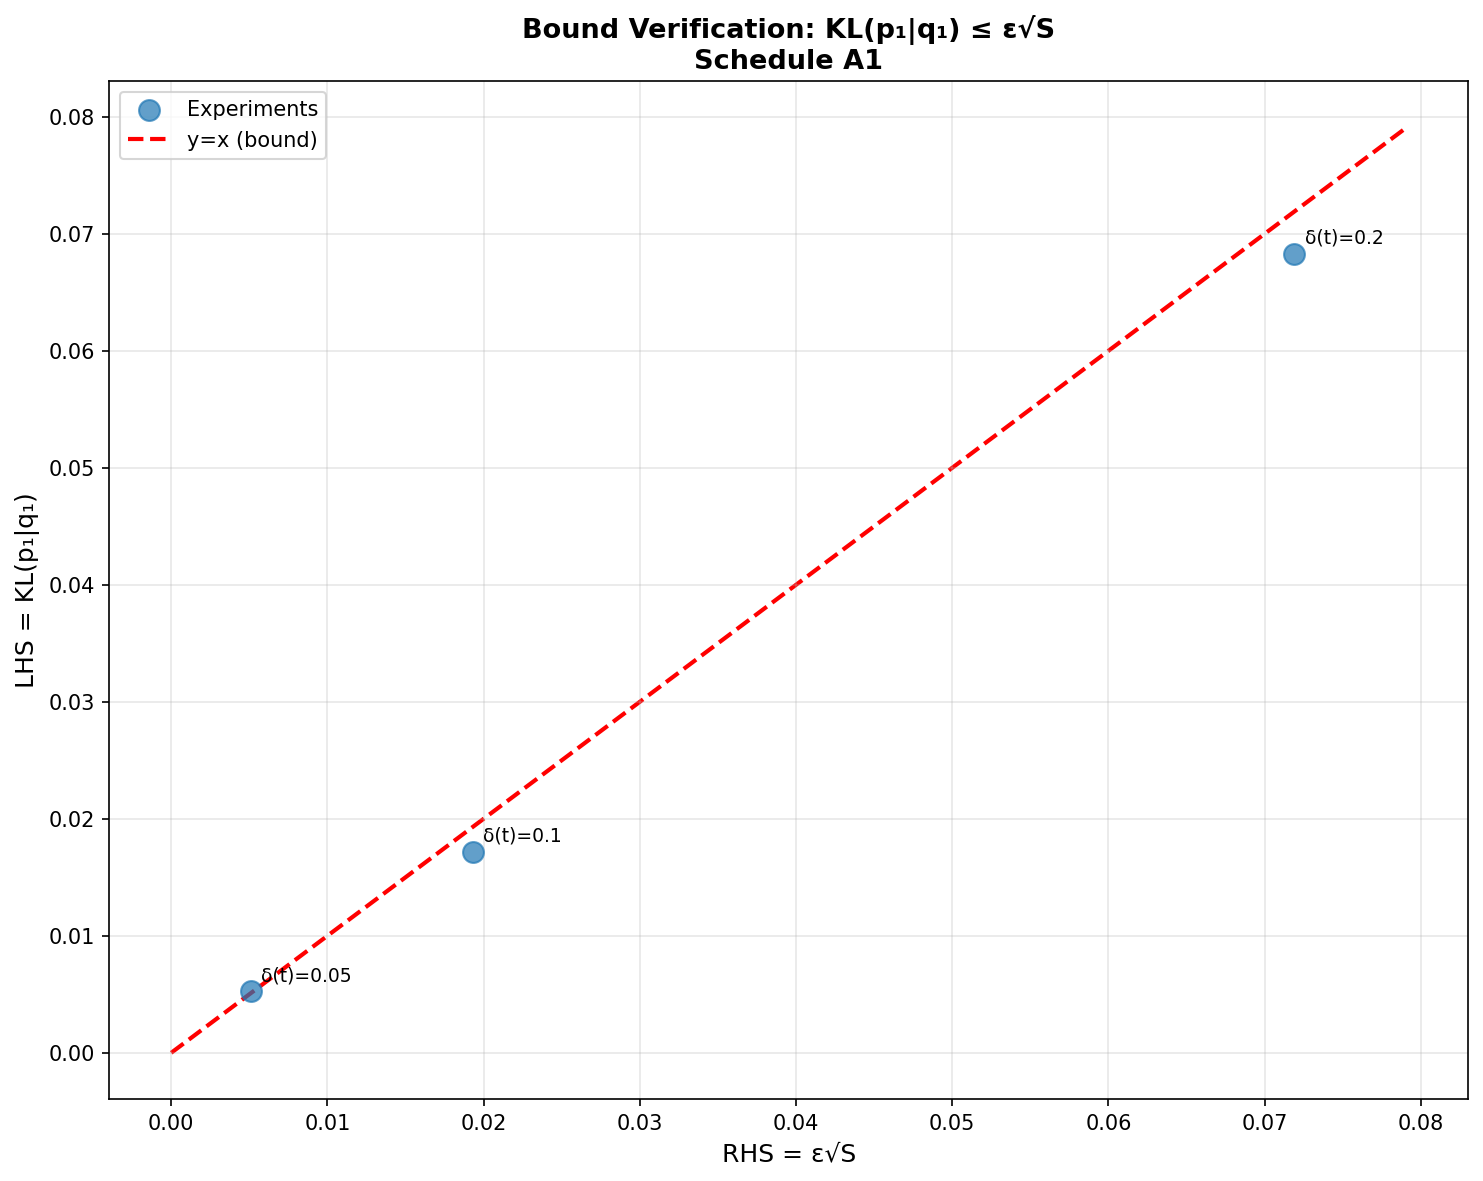 Bound Verification: KL(p₁|q₁) ≤ ε√S
Schedule A1
Experiments
y=x (bound)
0.08
0.07
0.06
0.05
0.04
0.03
0.02
0.01
0.00
LHS = KL(p₁|q₁)
δ(t)=0.2
δ(t)=0.1
δ(t)=0.05
0.00 0.01 0.02 0.03 0.04 0.05 0.06 0.07 0.08
RHS = ε√S